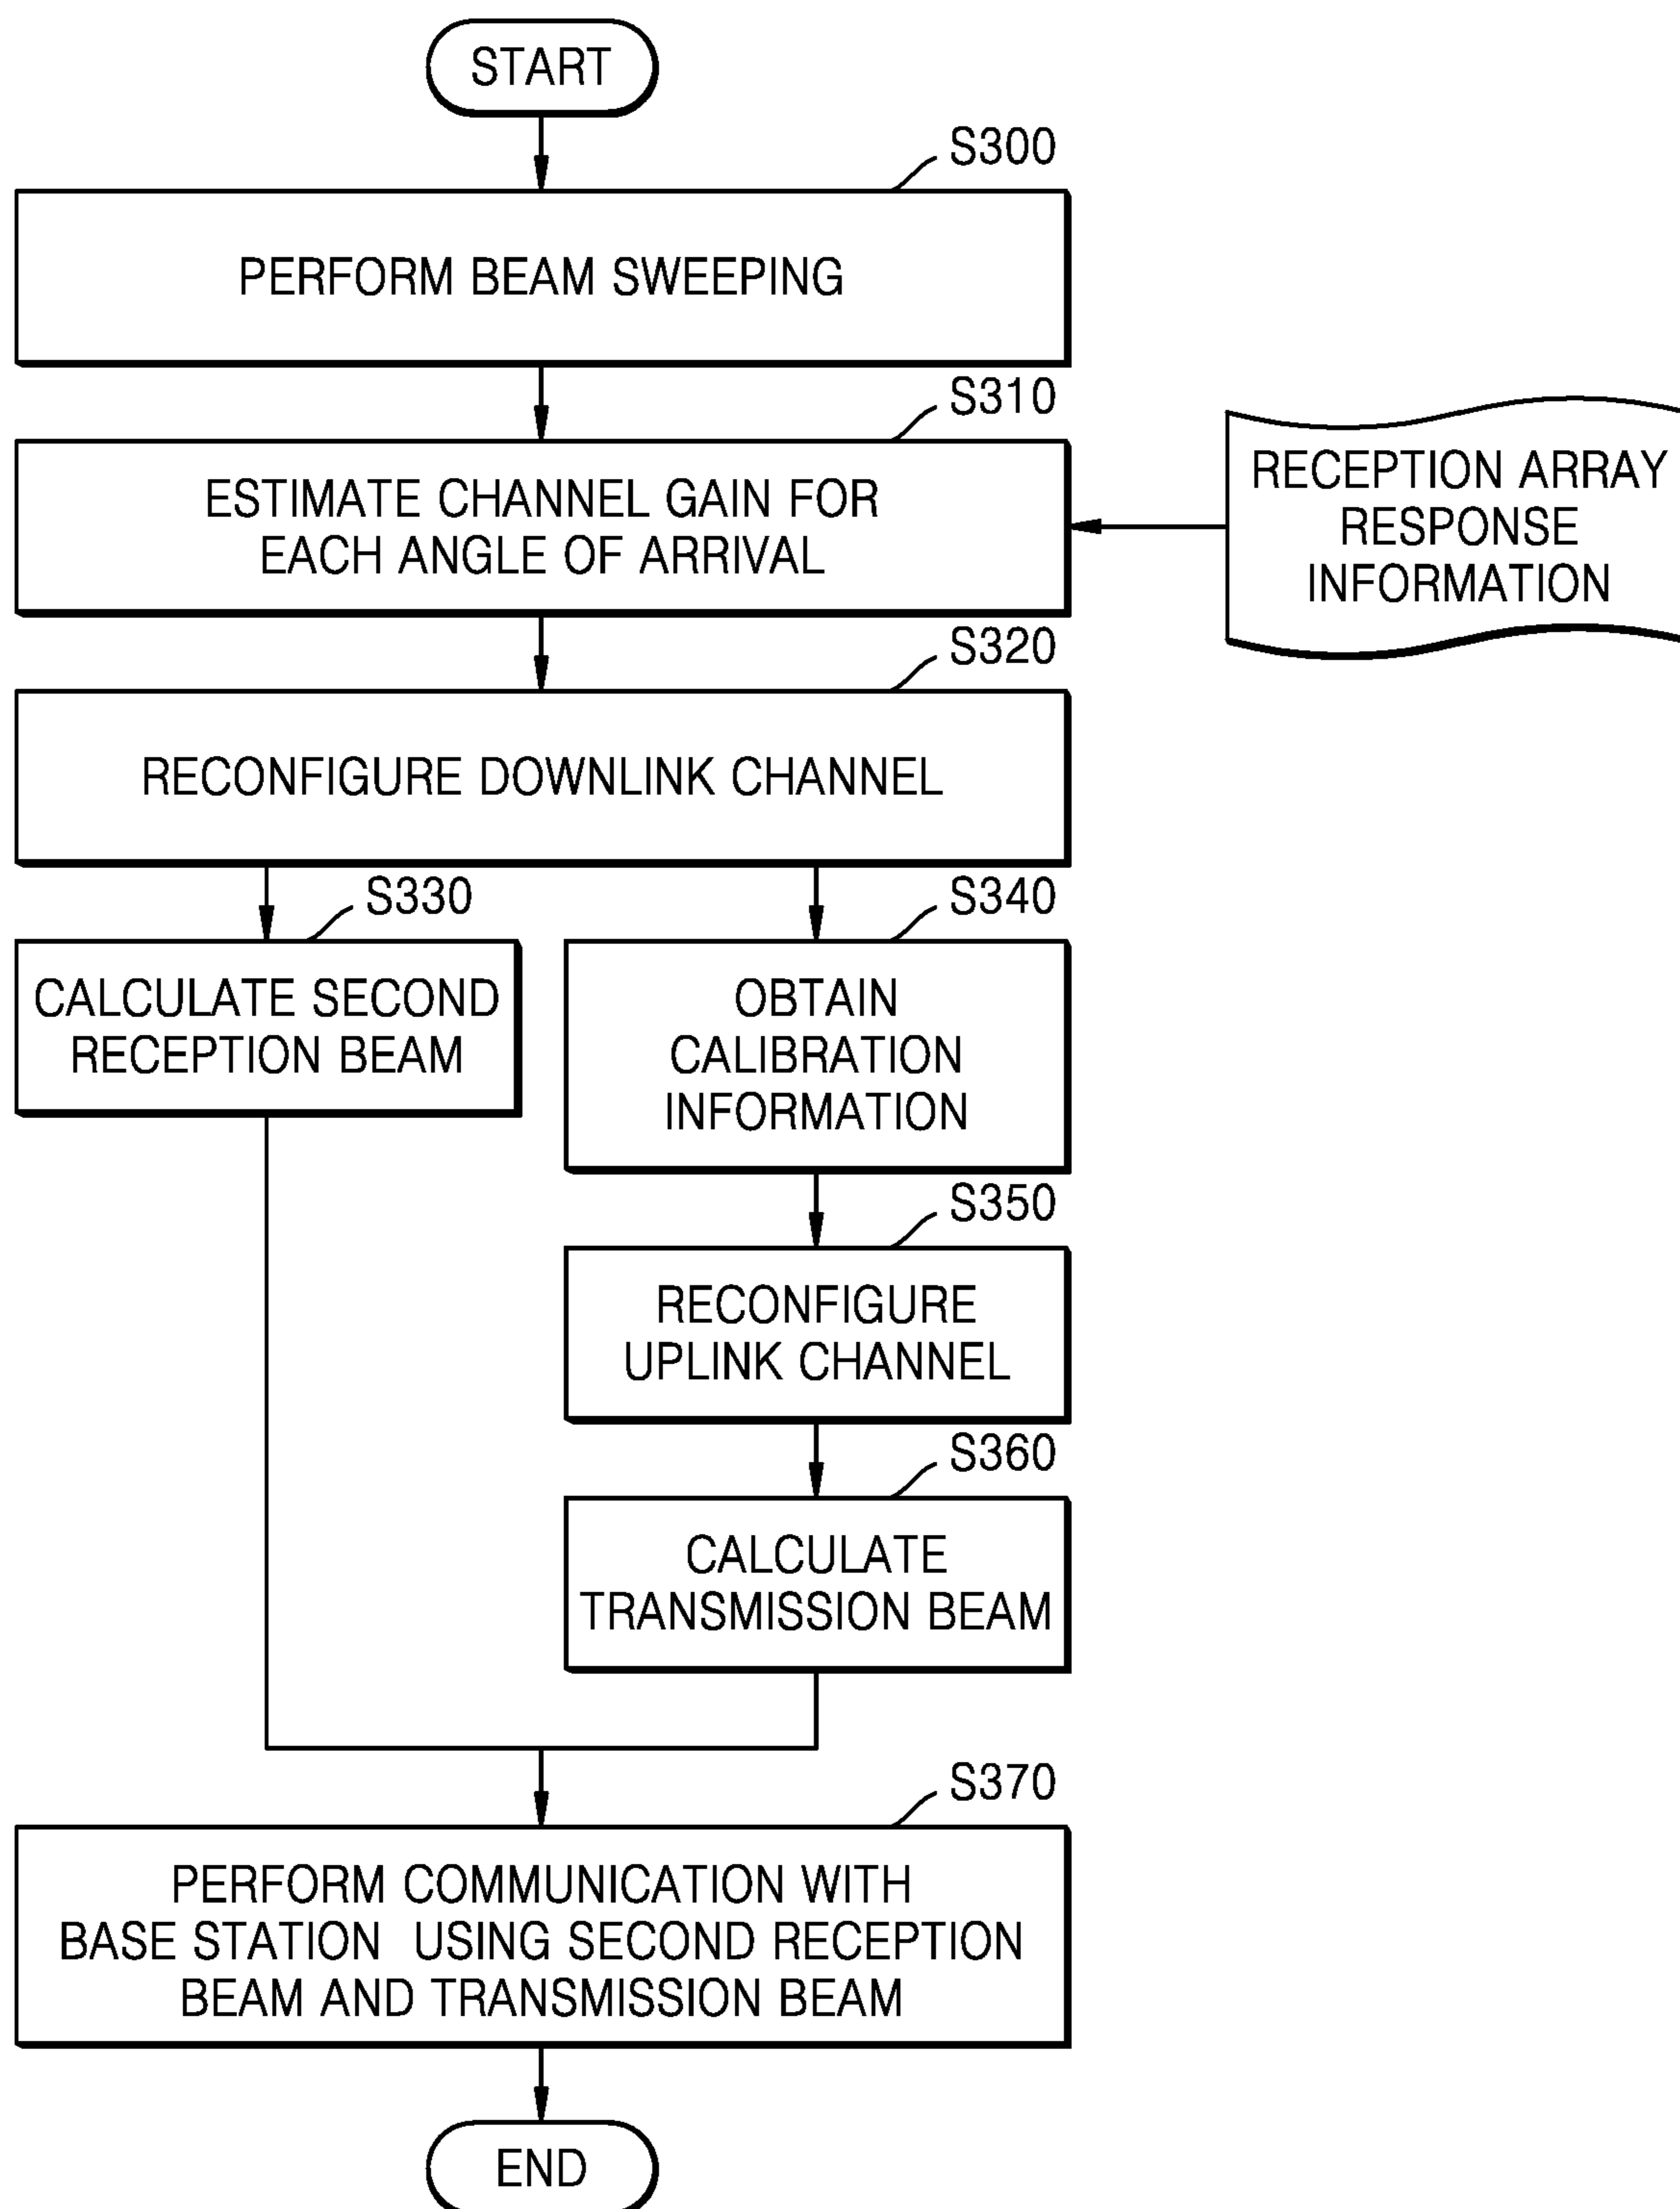 START
S300
PERFORM BEAM SWEEPING
S310
ESTIMATE CHANNEL GAIN FOR
EACH ANGLE OF ARRIVAL
RECEPTION ARRAY
RESPONSE
INFORMATION
S320
RECONFIGURE DOWNLINK CHANNEL
S330
CALCULATE SECOND
RECEPTION BEAM
S340
OBTAIN
CALIBRATION
INFORMATION
S350
RECONFIGURE
UPLINK CHANNEL
S360
CALCULATE
TRANSMISSION BEAM
S370
PERFORM COMMUNICATION WITH
BASE STATION USING SECOND RECEPTION
BEAM AND TRANSMISSION BEAM
END